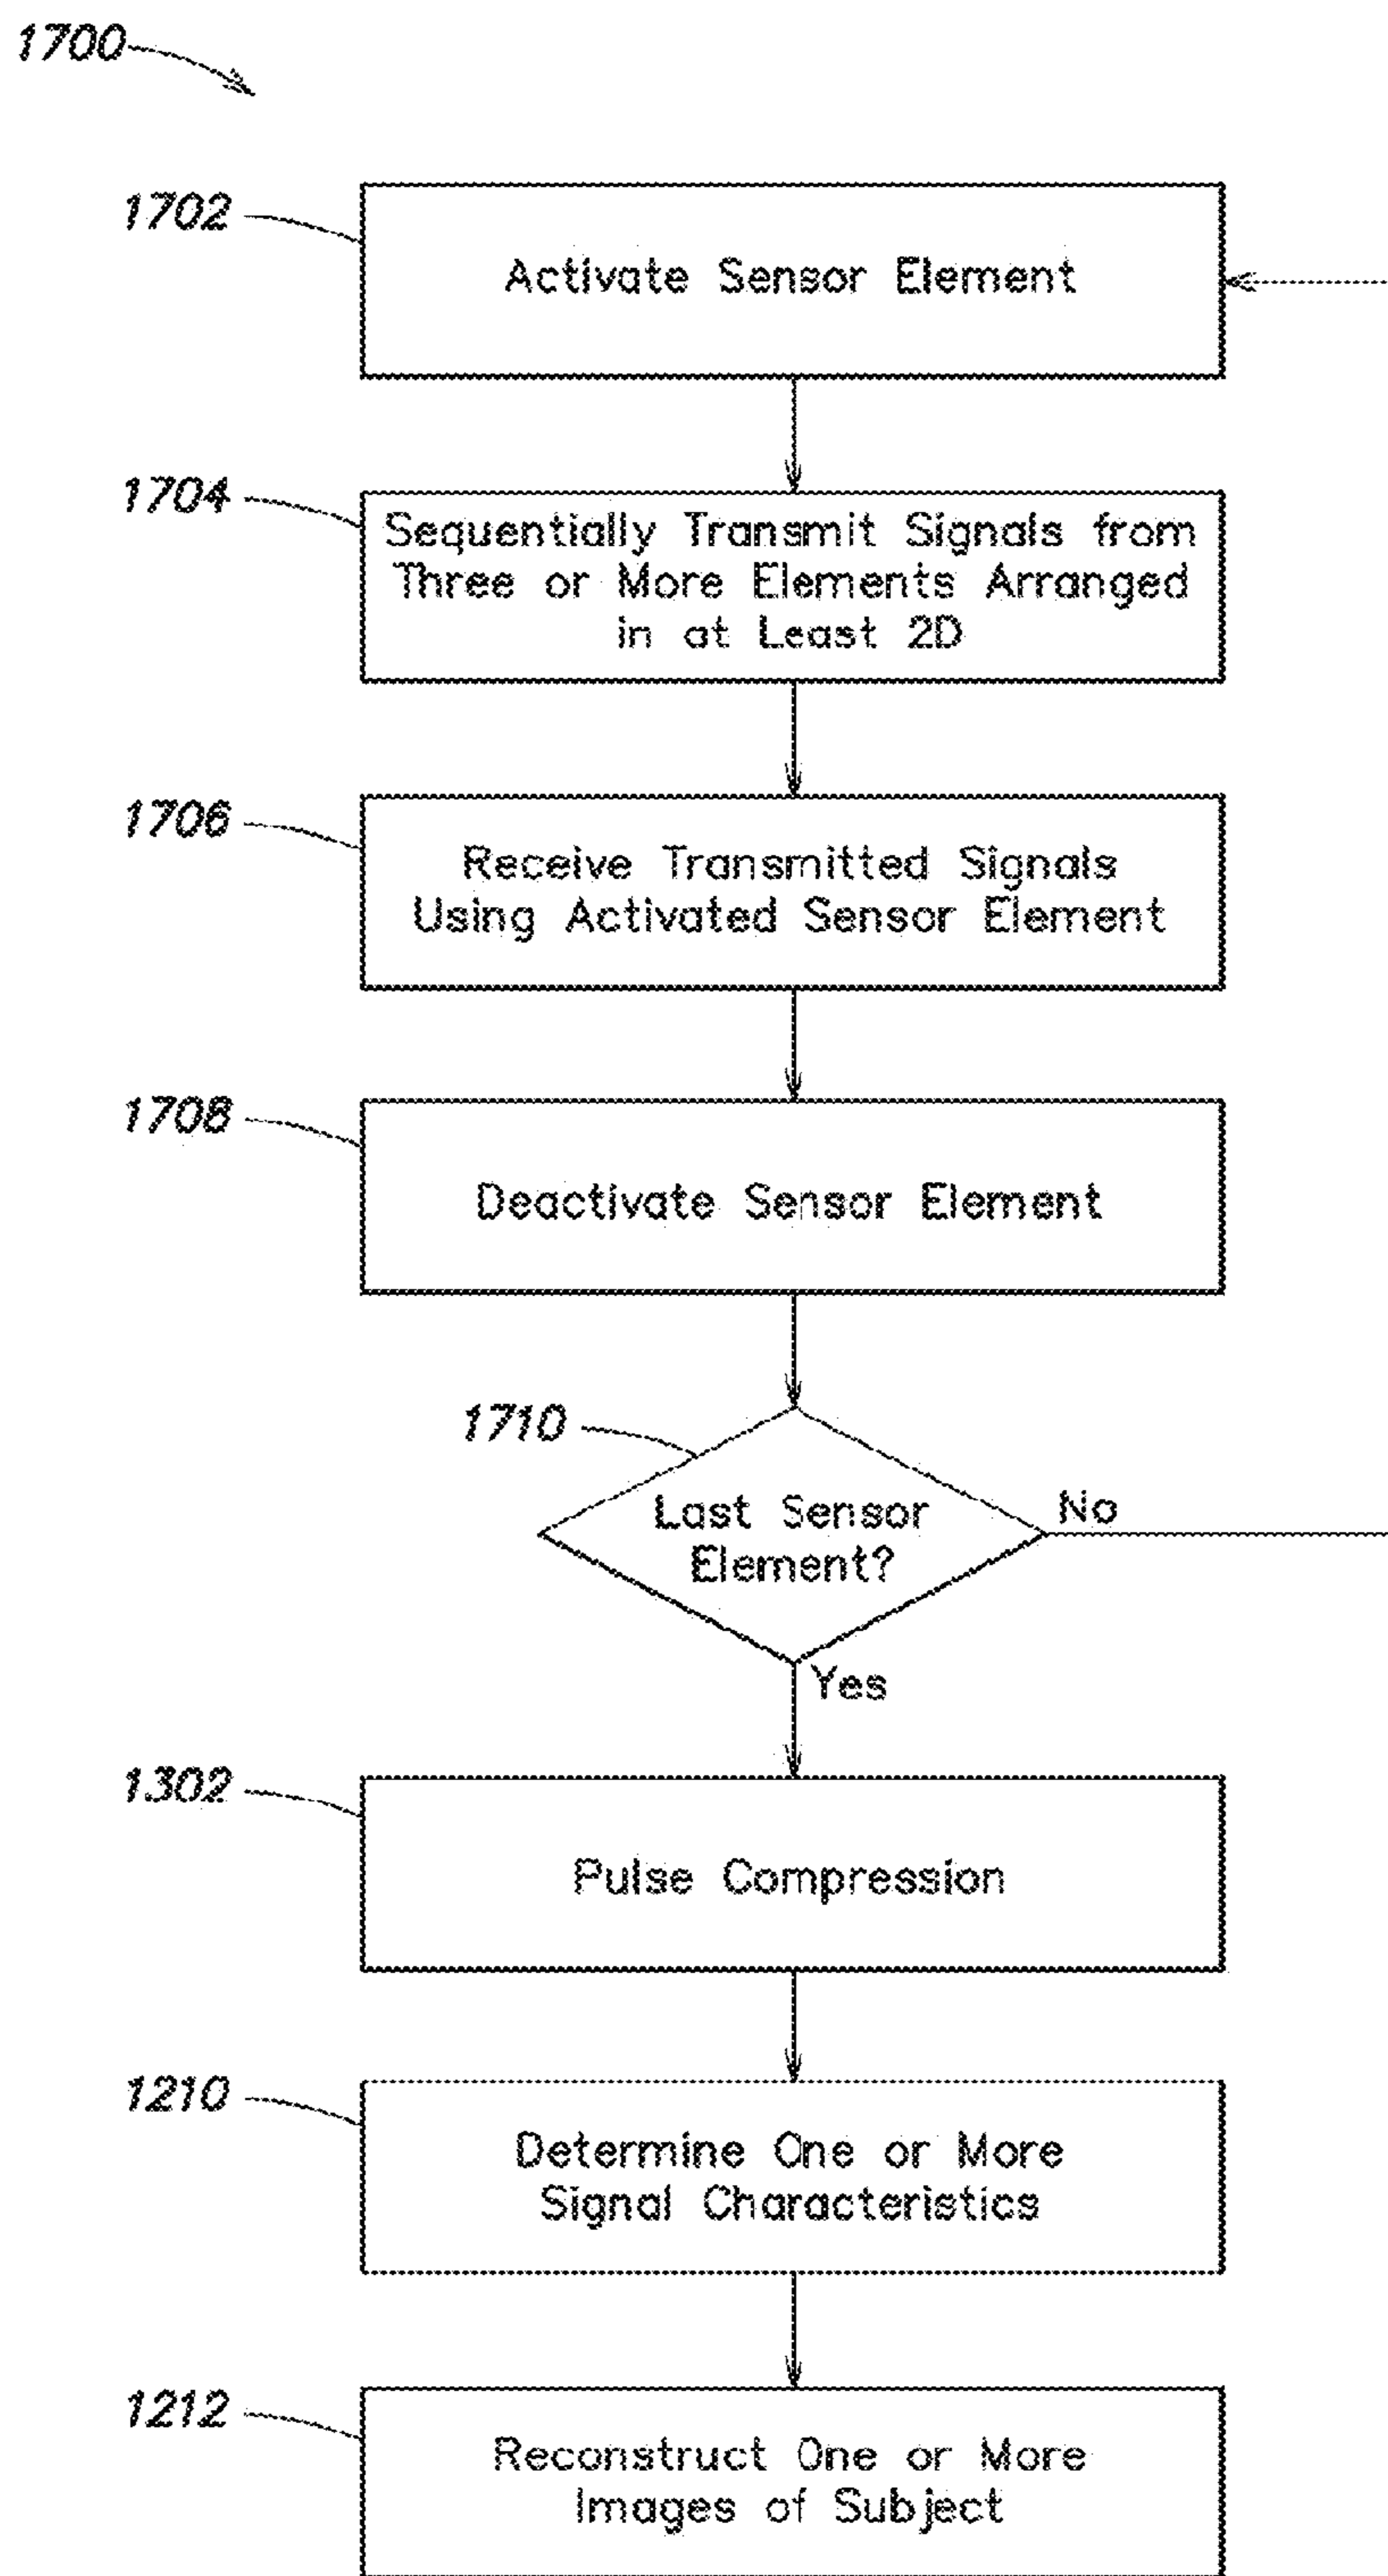 1700
1702
Activate Sensor Element
1704
Sequentially Transmit Signals from
Three or More Elements Arranged
in at Least 2D
1706
Receive Transmitted Signals
Using Activated Sensor Element
1708
Deactivate Sensor Element
1710
Last Sensor
Element?
No
Yes
1302
Pulse Compression
1210
Determine One or More
Signal Characteristics
1212
Reconstruct One or More
Images of Subject